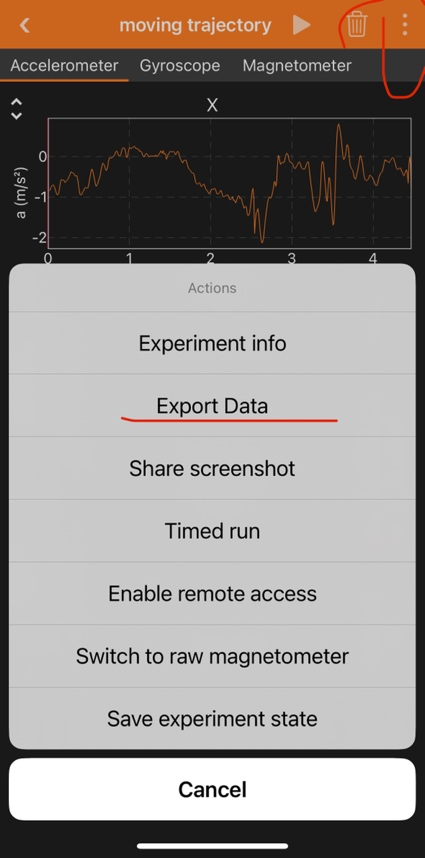 moving trajectory
Accelerometer Gyroscope Magnetometer
X
a (m/s²)
0
-1
-2
0 1 2 3 4
Actions
Experiment info
Export Data
Share screenshot
Timed run
Enable remote access
Switch to raw magnetometer
Save experiment state
Cancel